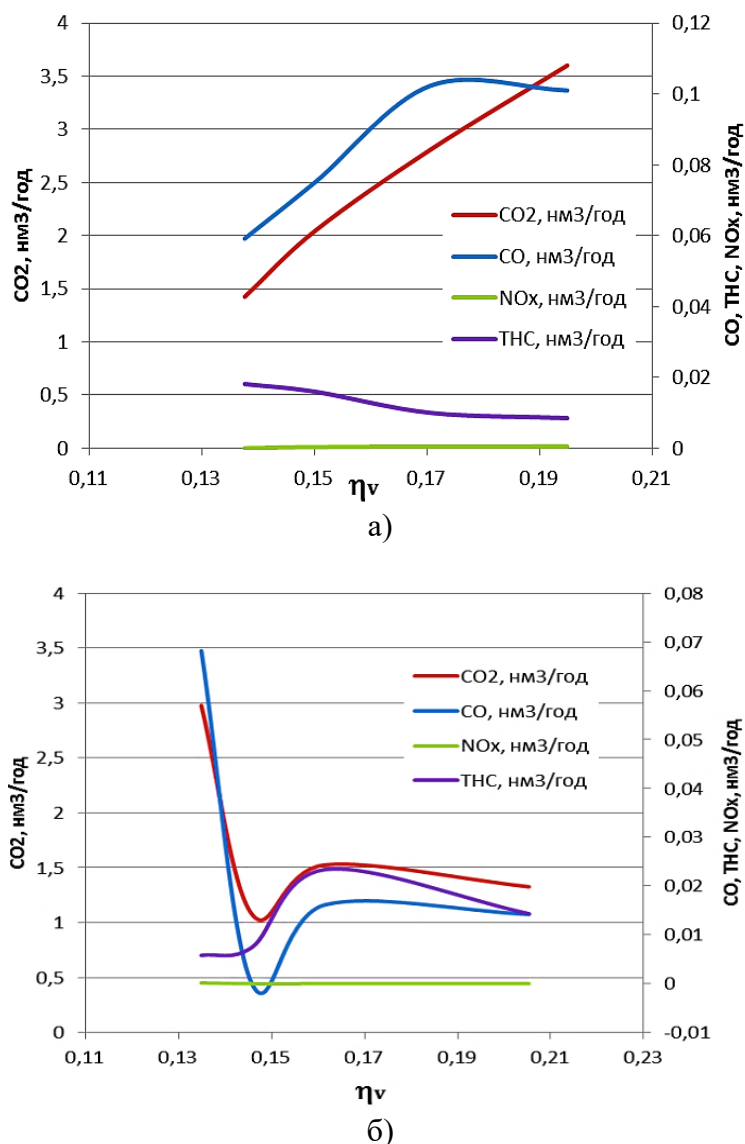 4
3,5
3
2,5
2
1,5
1
0,5
0
CO2, нм3/год
0,12
0,1
0,08
0,06
0,04
0,02
0
CO, THC, NOx, нм3/год
CO2, нм3/год
CO, нм3/год
NOx, нм3/год
THC, нм3/год
0,11 0,13 0,15 0,17 0,19 0,21
ηv
а)
4
3,5
3
2,5
2
1,5
1
0,5
0
CO2, нм3/год
0,08
0,07
0,06
0,05
0,04
0,03
0,02
0,01
0
-0,01
CO, THC, NOx, нм3/год
CO2, нм3/год
CO, нм3/год
NOx, нм3/год
THC, нм3/год
0,11 0,13 0,15 0,17 0,19 0,21 0,23
ηv
б)